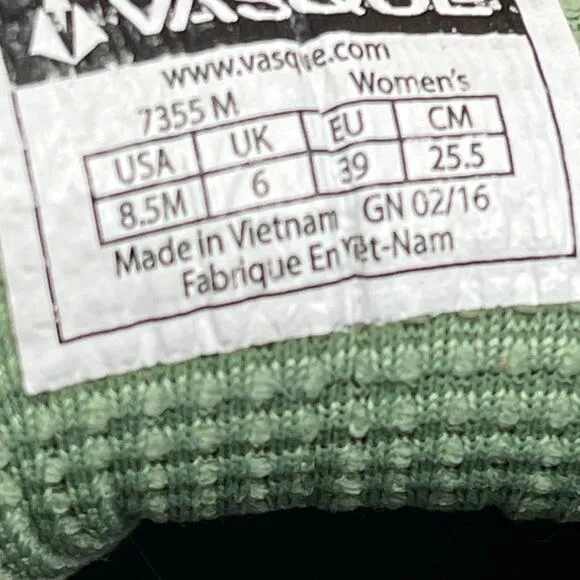 VASQUE
www.vasque.com
7355 M Women's
USA UK EU CM
8.5M 6 39 25.5
Made in Vietnam GN 02/16
Fabrique En Viêt-Nam